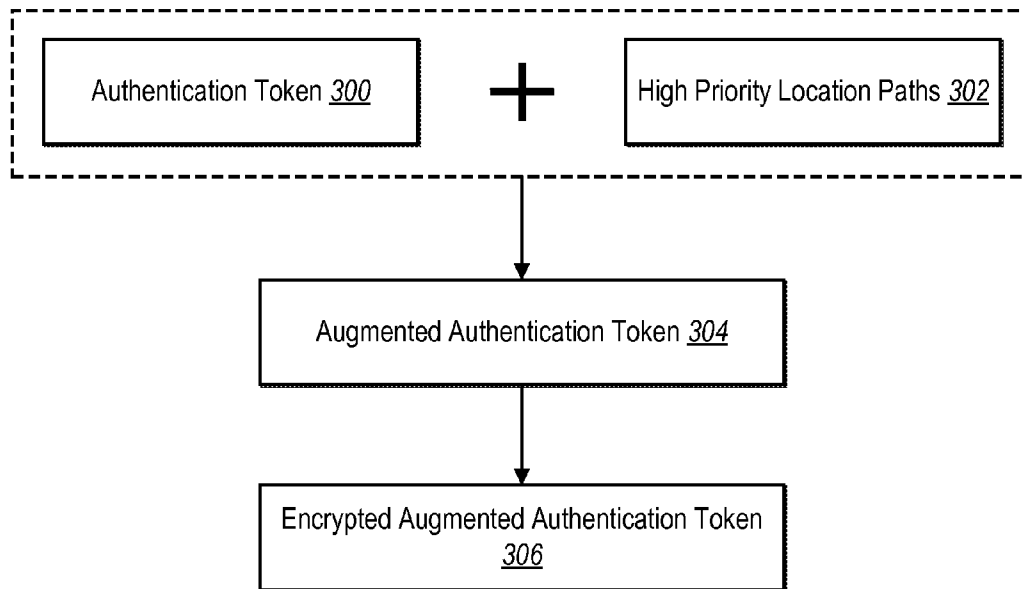 Authentication Token 300
+
High Priority Location Paths 302
Augmented Authentication Token 304
Encrypted Augmented Authentication Token
306